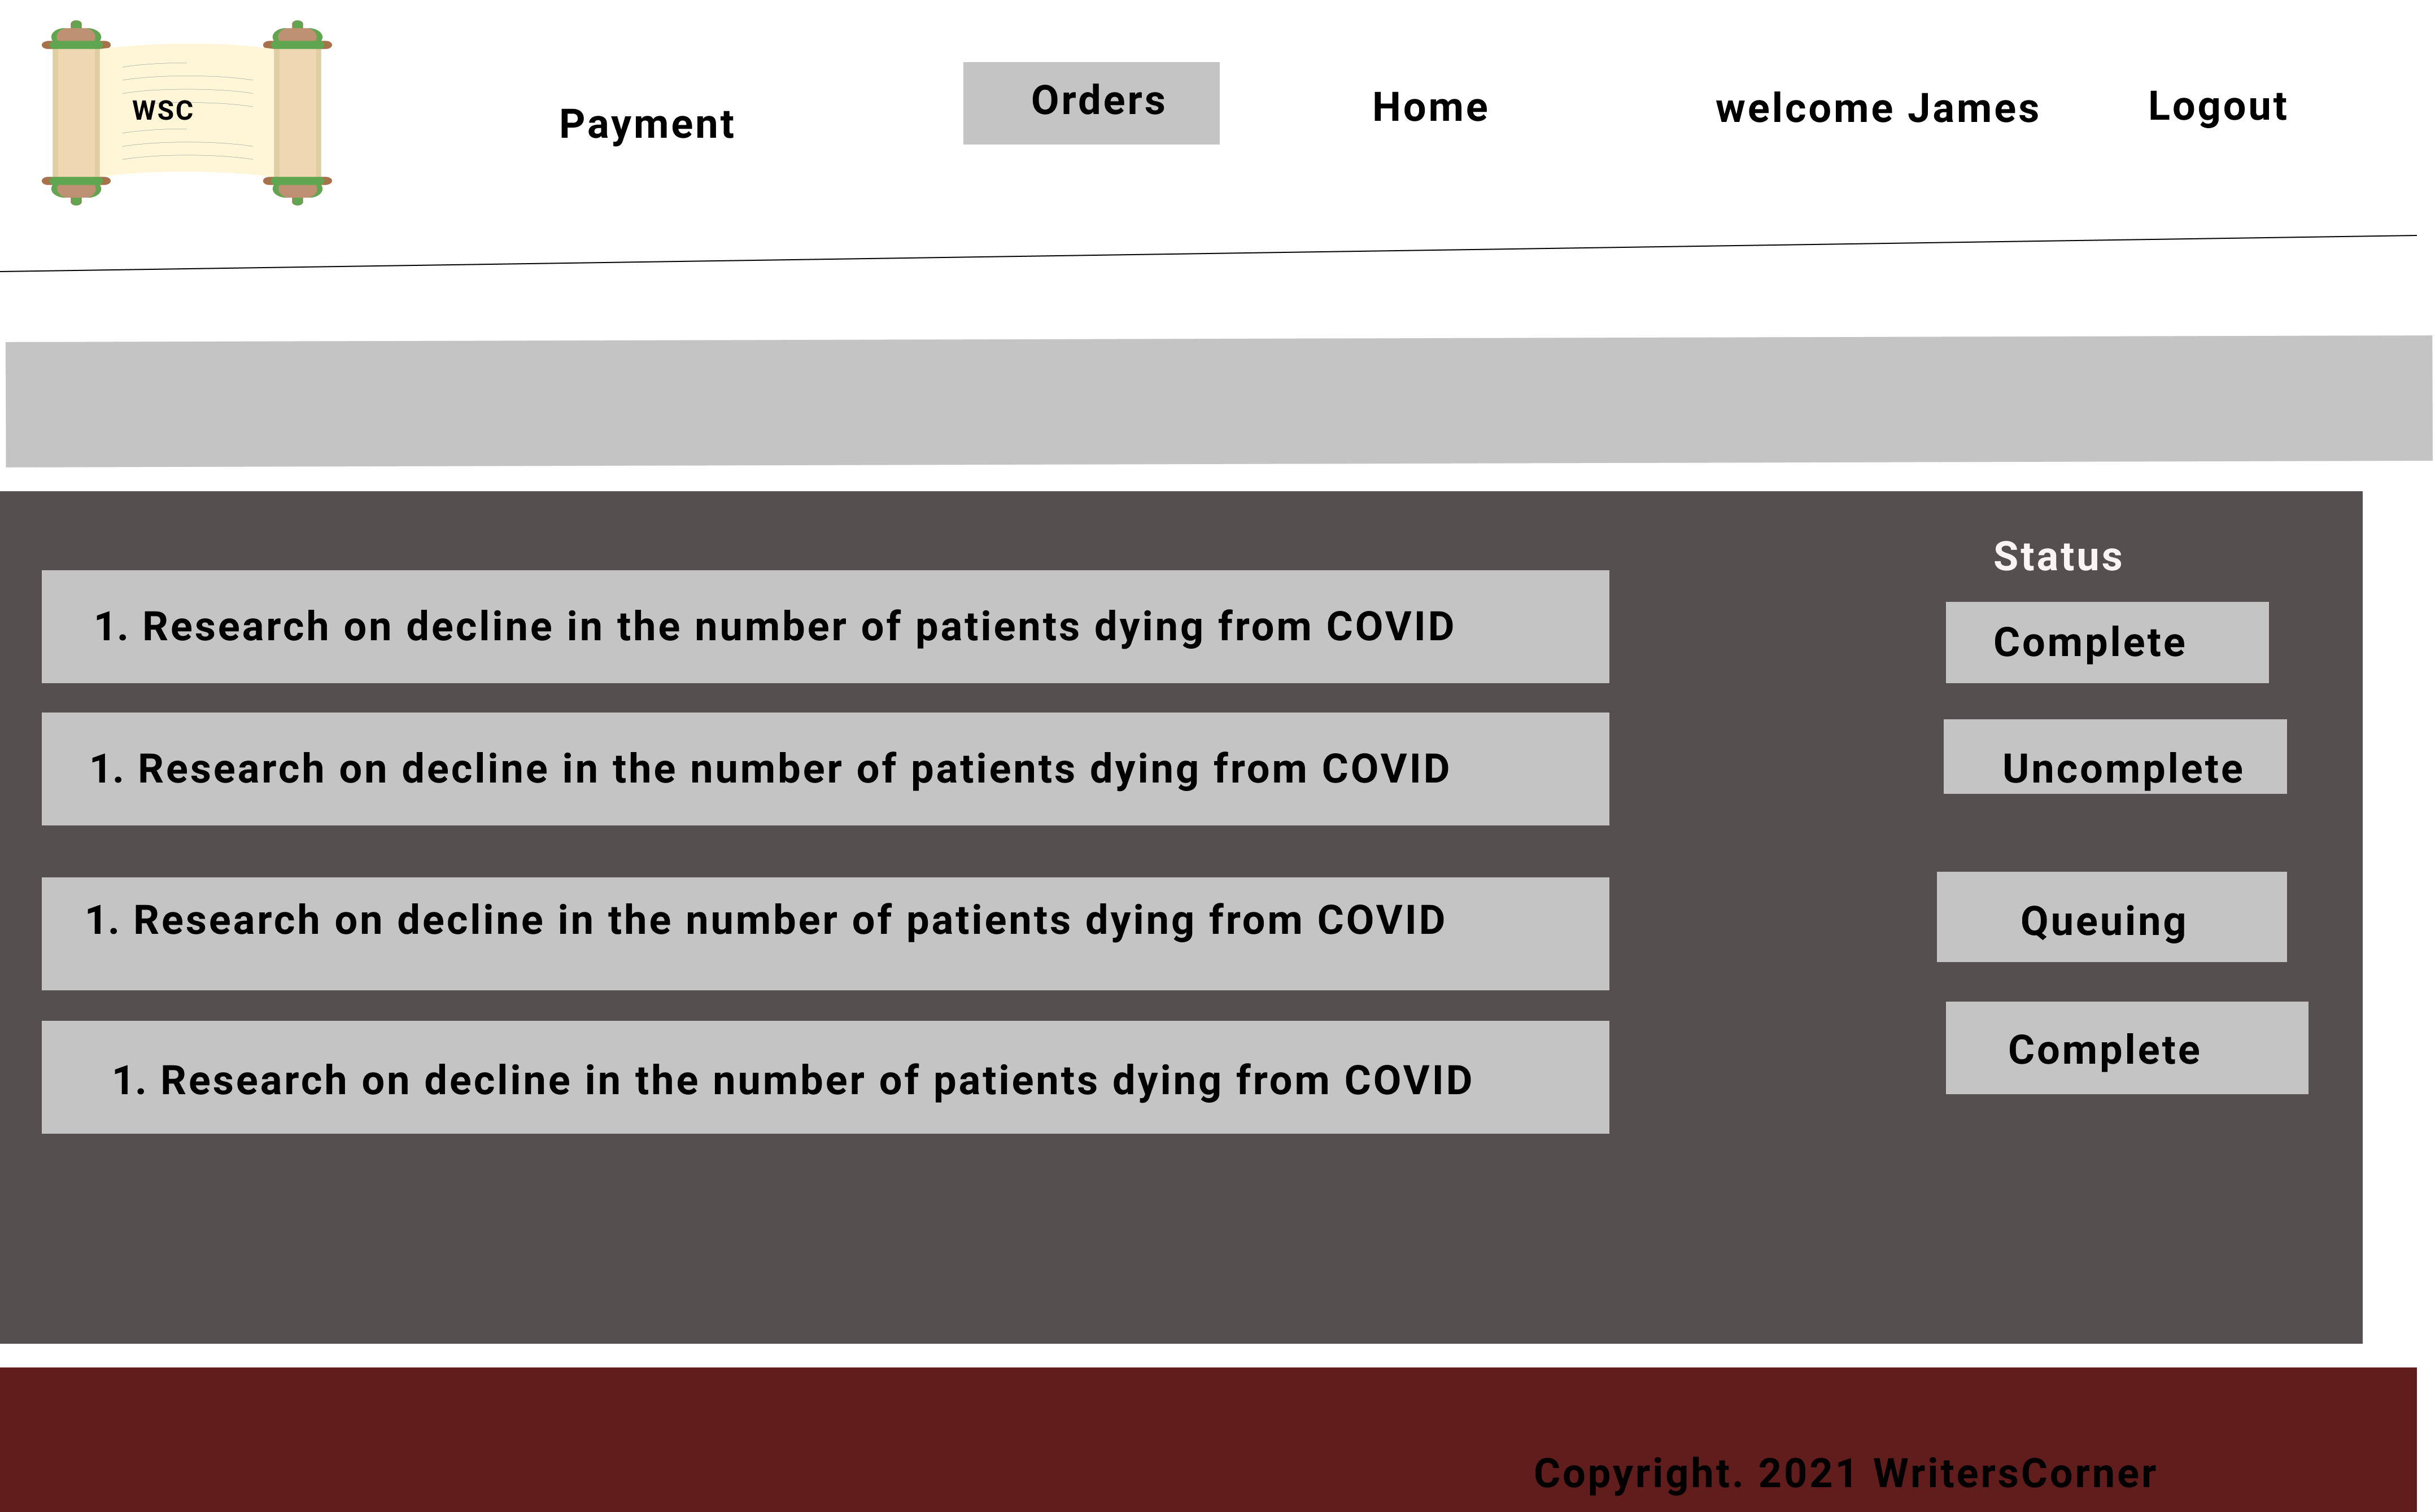 WSC
Payment
Orders
Home
welcome James
Logout
Status
1. Research on decline in the number of patients dying from COVID
Complete
1. Research on decline in the number of patients dying from COVID
Uncomplete
1. Research on decline in the number of patients dying from COVID
Queuing
1. Research on decline in the number of patients dying from COVID
Complete
Copyright. 2021 WritersCorner